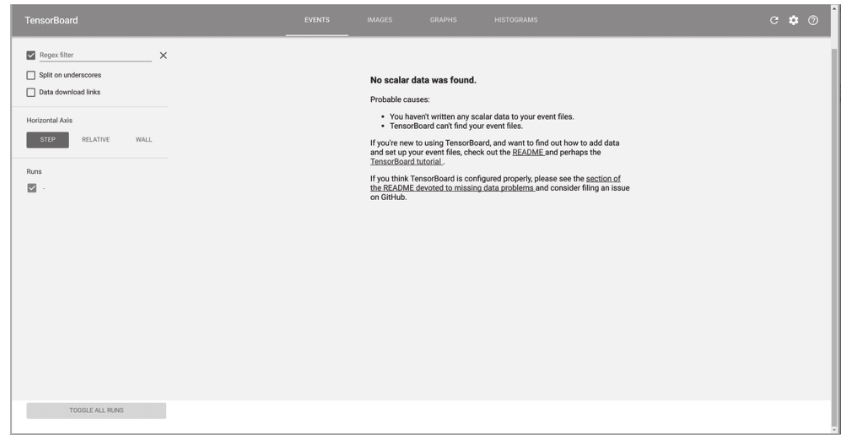 TensorBoard
EVENTS
IMAGES
GRAPHS
HISTOGRAMS
Regex filter
Split on underscores
Data download links
Horizontal Axis
STEP
RELATIVE
WALL
Runs
-
TOGGLE ALL RUNS
No scalar data was found.
Probable causes:
• You haven't written any scalar data to your event files.
• TensorBoard can't find your event files.
If you're new to using TensorBoard, and want to find out how to add data
and set up your event files, check out the README and perhaps the
TensorBoard tutorial .
If you think TensorBoard is configured properly, please see the section of
the README devoted to missing data problems and consider filing an issue
on GitHub.